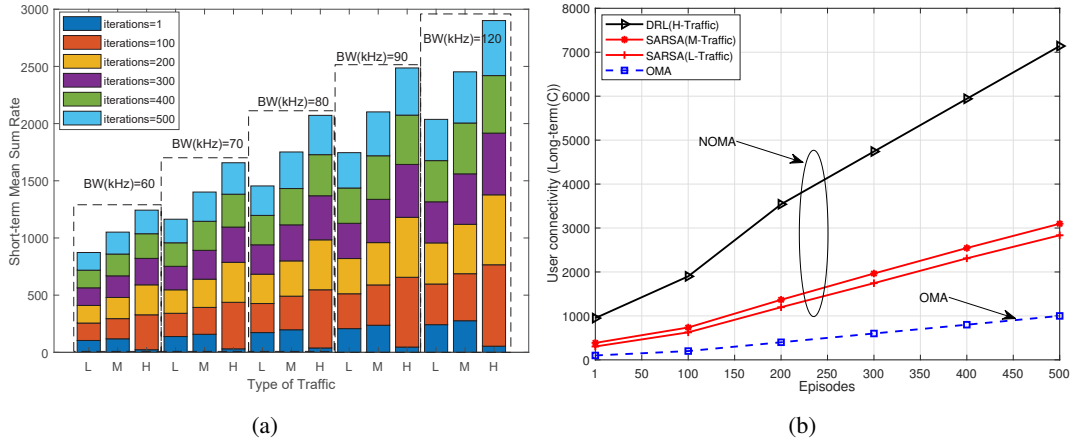 iterations=1
iterations=100
iterations=200
iterations=300
iterations=400
iterations=500
BW(kHz)=60
BW(kHz)=70
BW(kHz)=80
BW(kHz)=90
BW(kHz)=120
Short-term Mean Sum Rate
3000
2500
2000
1500
1000
500
0
L M H L M H L M H L M H L M H
Type of Traffic
(a)
DRL(H-Traffic)
SARSA(M-Traffic)
SARSA(L-Traffic)
OMA
NOMA
OMA
User connectivity (Long-term(C))
8000
7000
6000
5000
4000
3000
2000
1000
0
1 100 150 200 250 300 350 400 450 500
Episodes
(b)